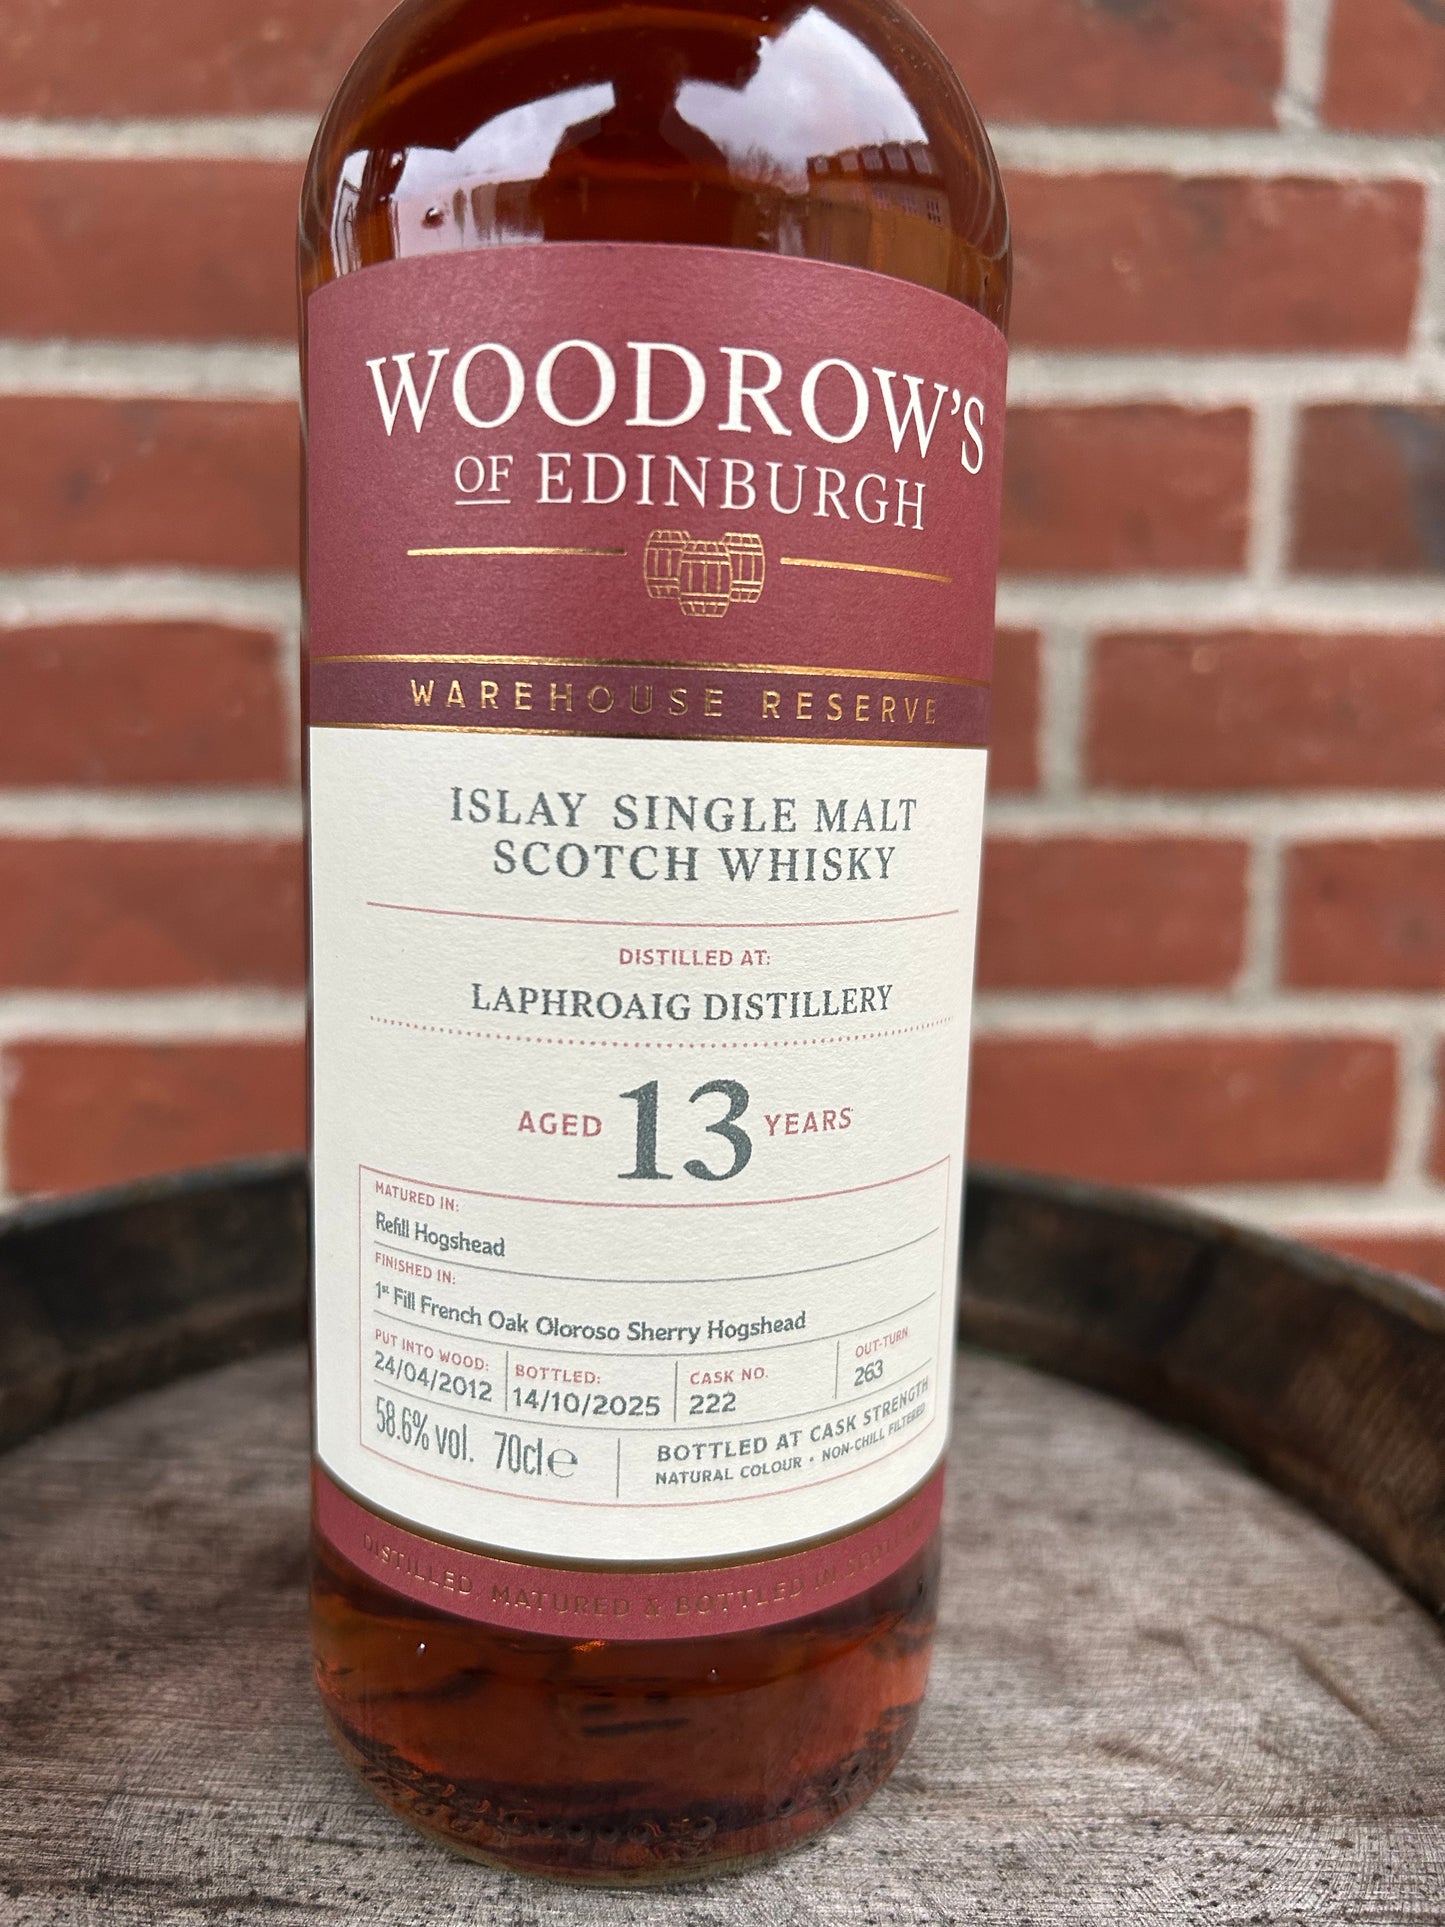 WOODROW'S
OF EDINBURGH
WAREHOUSE RESERVE
ISLAY SINGLE MALT
SCOTCH WHISKY
DISTILLED AT:
LAPHROAIG DISTILLERY
AGED 13 YEARS
MATURED IN:
Refill Hogshead
FINISHED IN:
1st Fill French Oak Oloroso Sherry Hogshead
PUT INTO WOOD: BOTTLED: CASK NO. OUT-TURN
24/04/2012 14/10/2025 222 263
58.6% vol. 70cl e BOTTLED AT CASK STRENGTH
NATURAL COLOUR • NON-CHILL FILTERED
DISTILLED, MATURED & BOTTLED IN